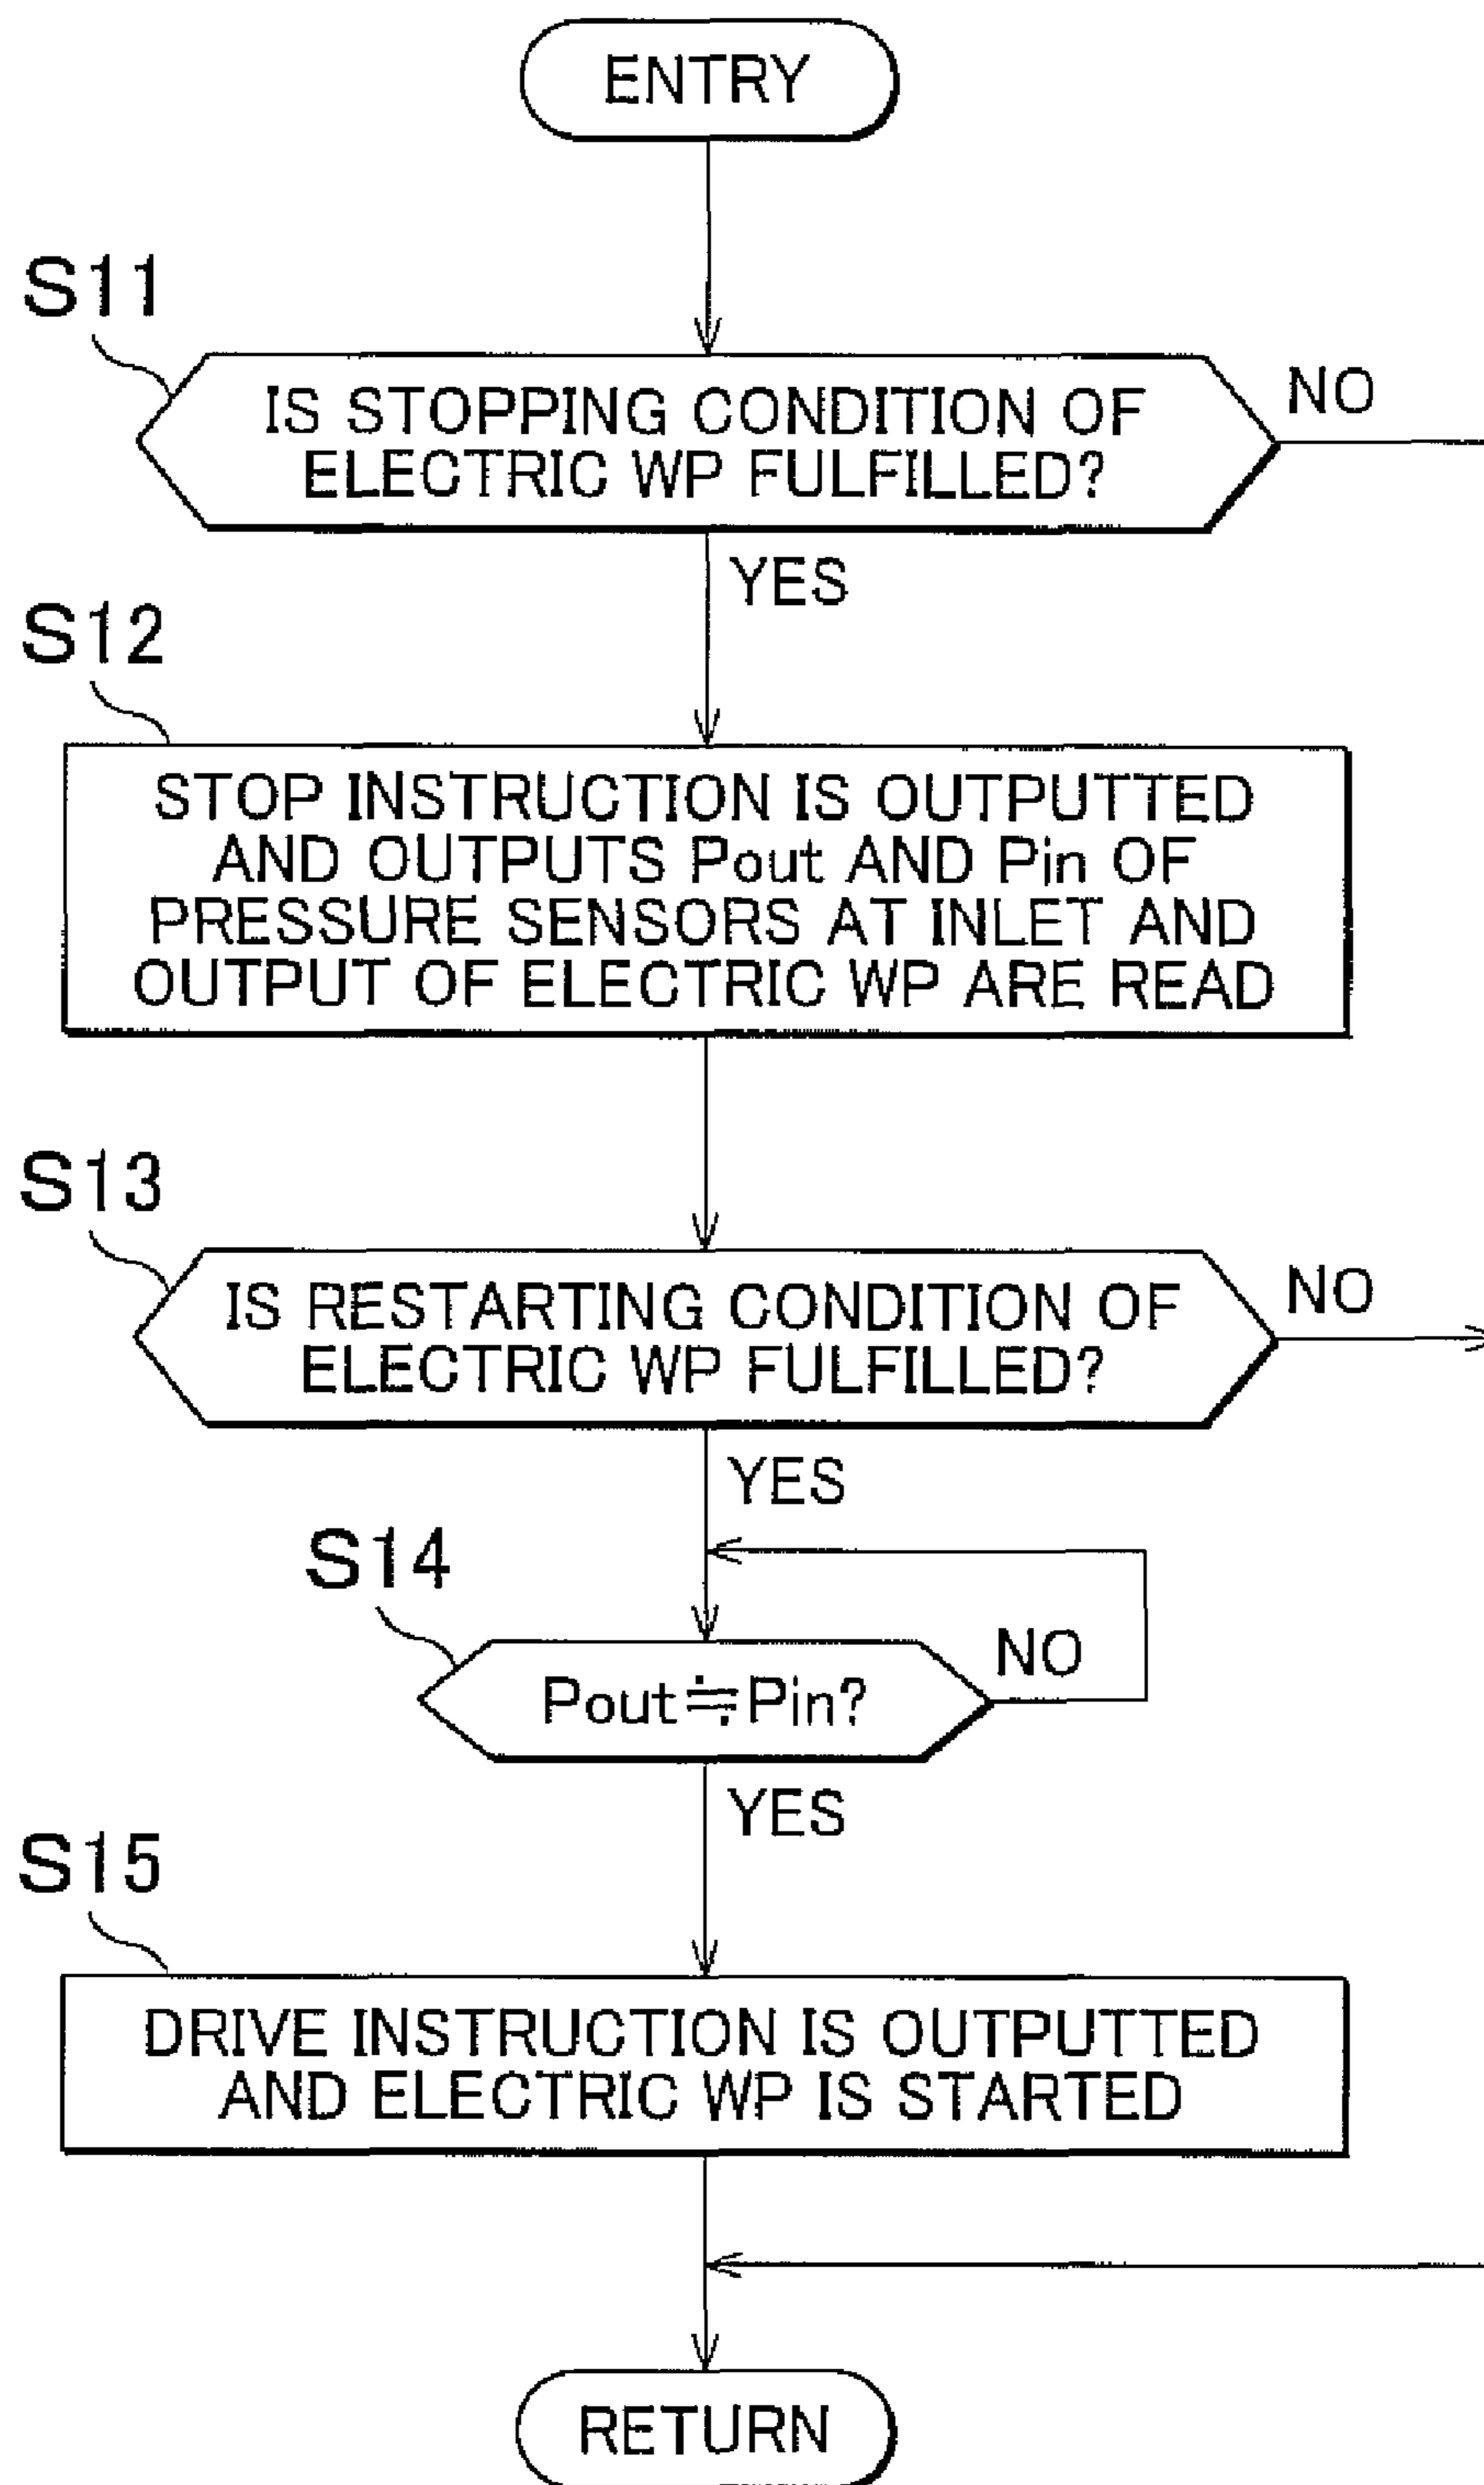 ENTRY
S11
IS STOPPING CONDITION OF
ELECTRIC WP FULFILLED?
NO
YES
S12
STOP INSTRUCTION IS OUTPUTTED
AND OUTPUTS Pout AND Pin OF
PRESSURE SENSORS AT INLET AND
OUTPUT OF ELECTRIC WP ARE READ
S13
IS RESTARTING CONDITION OF
ELECTRIC WP FULFILLED?
NO
YES
S14
Pout≒Pin?
NO
YES
S15
DRIVE INSTRUCTION IS OUTPUTTED
AND ELECTRIC WP IS STARTED
RETURN